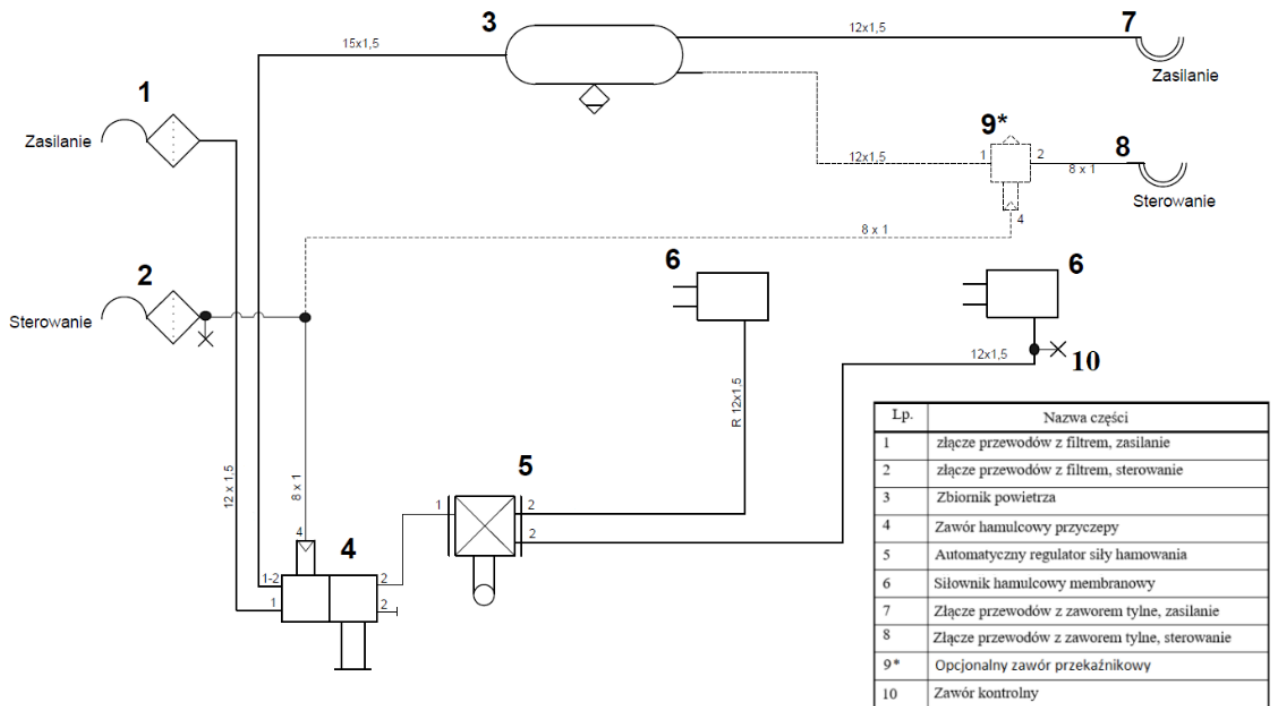 3
7
15x1,5
12x1,5
Zasilanie
1
Zasilanie
9*
1
2
8
12x1,5
8 x 1
Sterowanie
4
8 x 1
2
Sterowanie
6
6
12x1,5
10
R 12x1,5
12 x 1,5
8 x 1
5
1
2
2
4
4
1-2
1
2
2
Lp. Nazwa części
1 złącze przewodów z filtrem, zasilanie
2 złącze przewodów z filtrem, sterowanie
3 Zbiornik powietrza
4 Zawór hamulcowy przyczepy
5 Automatyczny regulator siły hamowania
6 Siłownik hamulcowy membranowy
7 Złącze przewodów z zaworem tylne, zasilanie
8 Złącze przewodów z zaworem tylne, sterowanie
9* Opcjonalny zawór przekaźnikowy
10 Zawór kontrolny